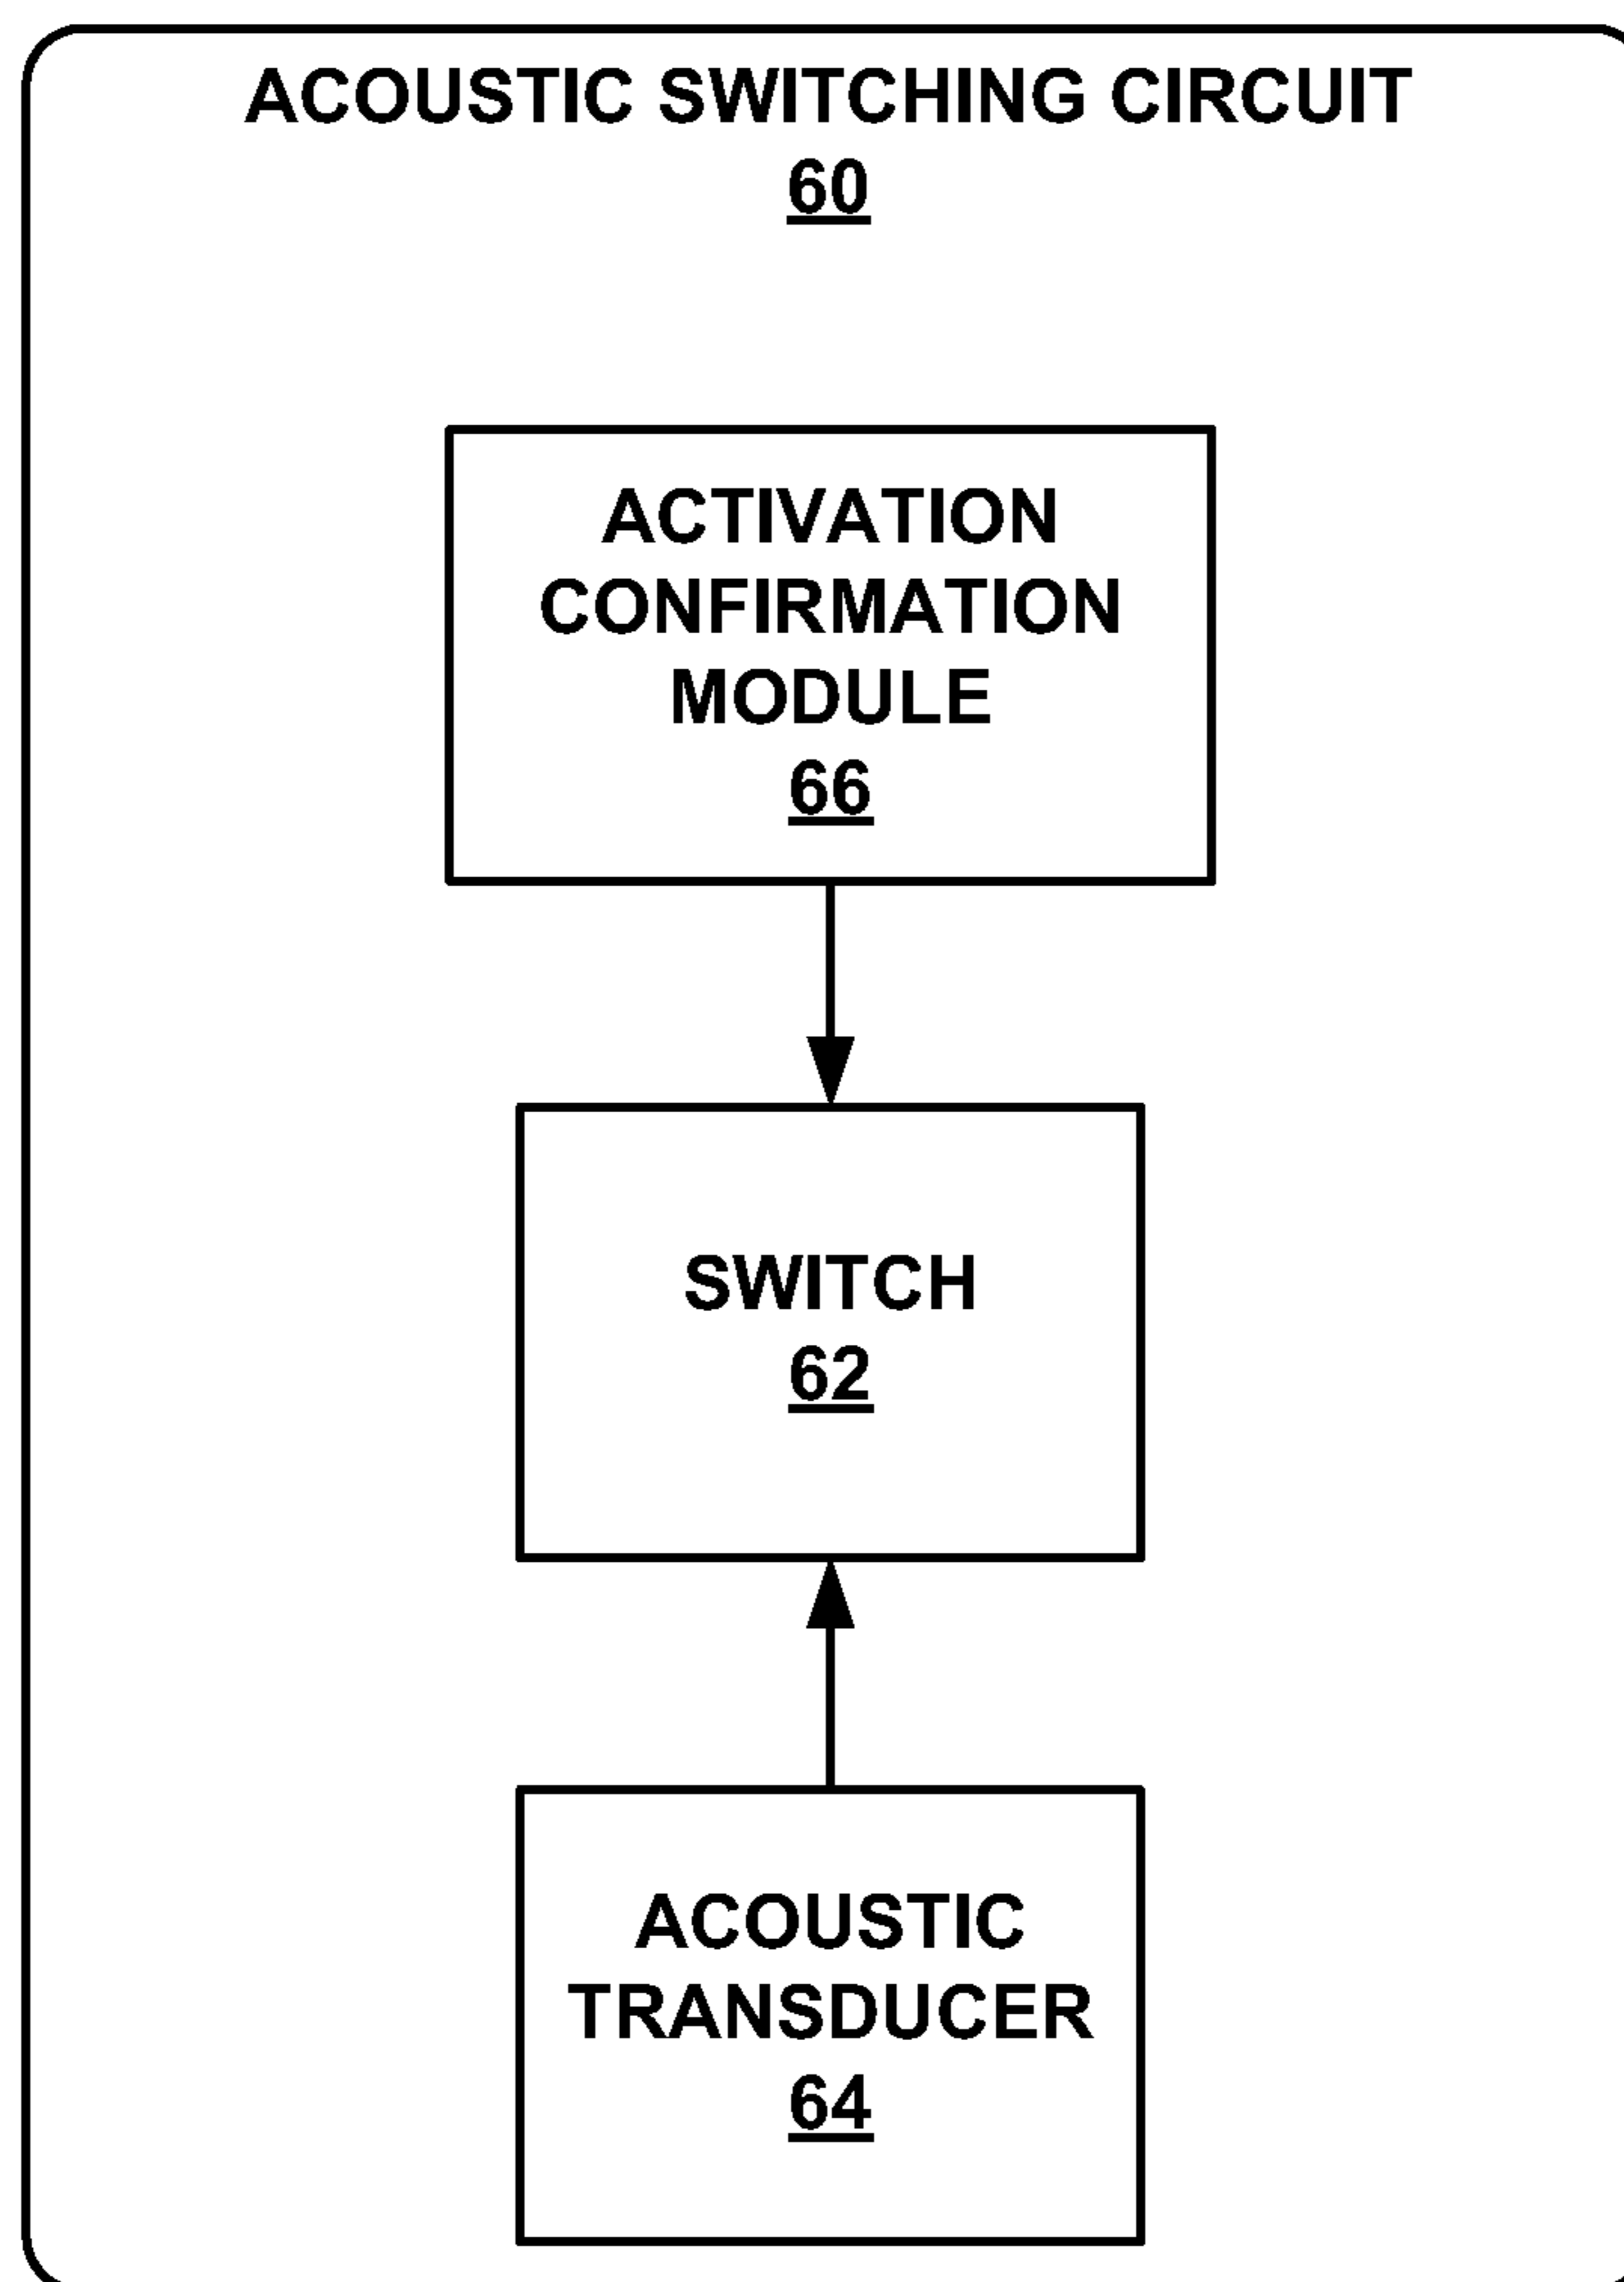 ACOUSTIC SWITCHING CIRCUIT
60
ACTIVATION
CONFIRMATION
MODULE
66
SWITCH
62
ACOUSTIC
TRANSDUCER
64